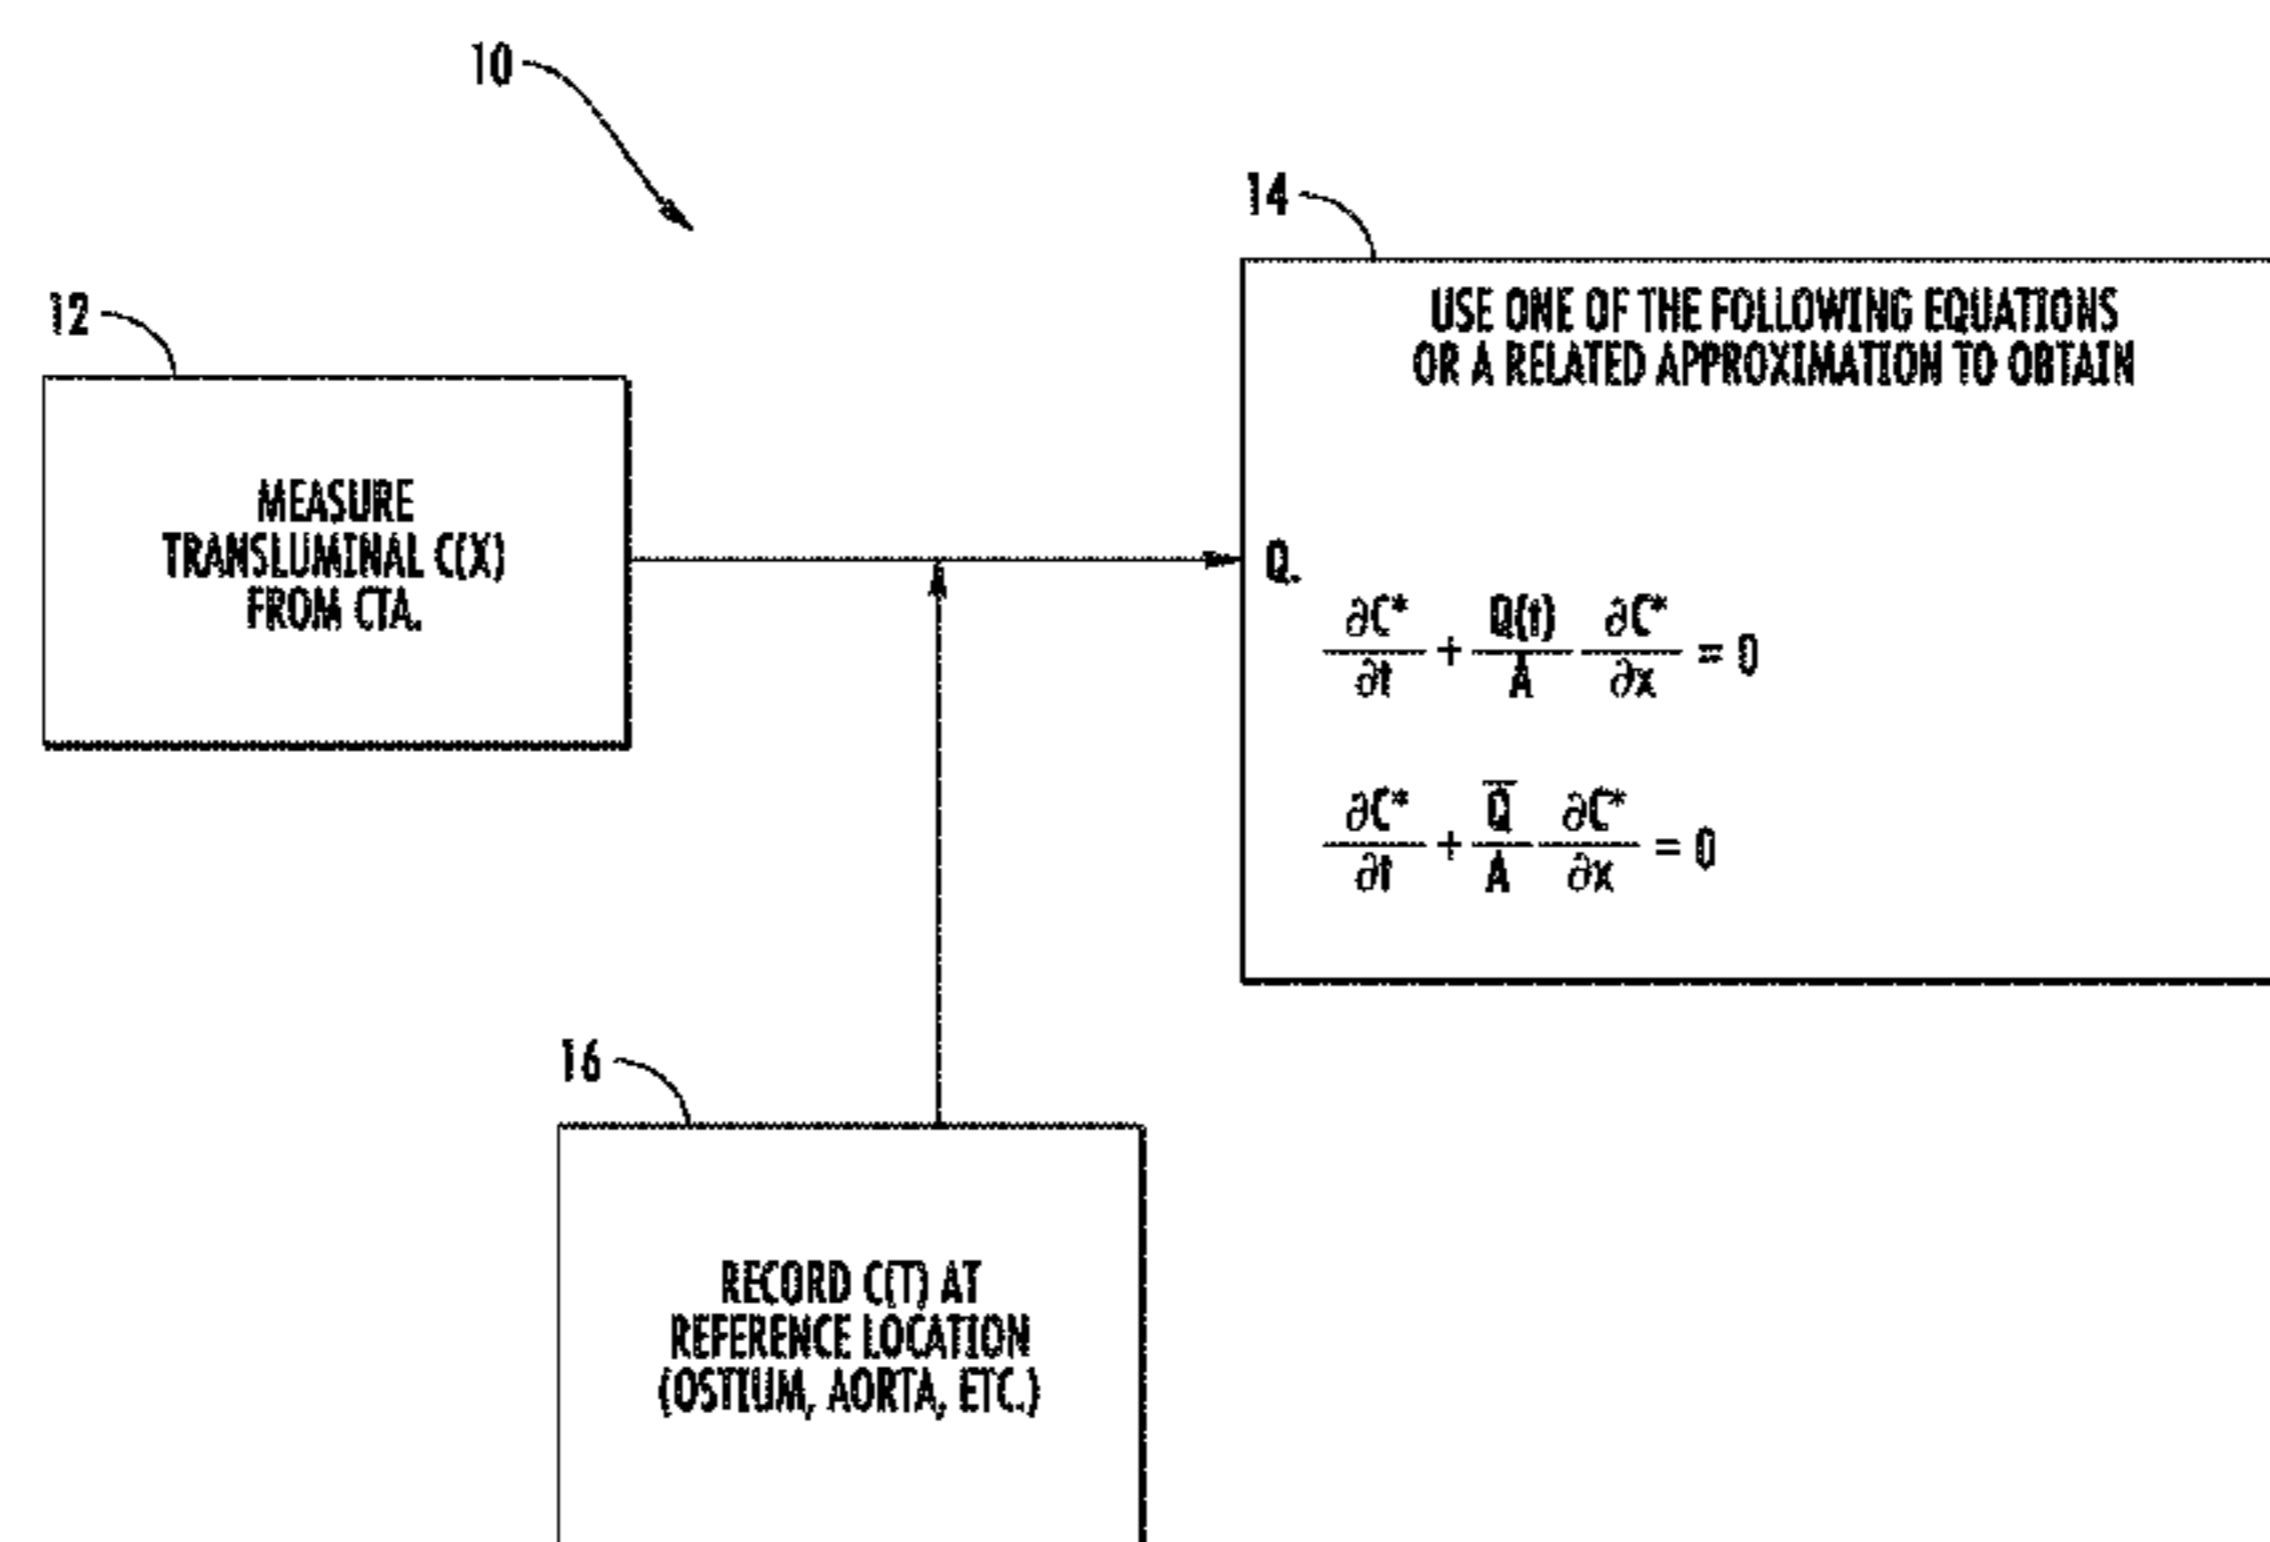 10
14
USE ONE OF THE FOLLOWING EQUATIONS
OR A RELATED APPROXIMATION TO OBTAIN
12
MEASURE
TRANSLUMINAL C(X)
FROM CTA.
Q.
∂C*/∂t + Q(t)/A ∂C*/∂x = 0
∂C*/∂t + Q̅/A ∂C*/∂x = 0
16
RECORD C(T) AT
REFERENCE LOCATION
(OSTIUM, AORTA, ETC.)